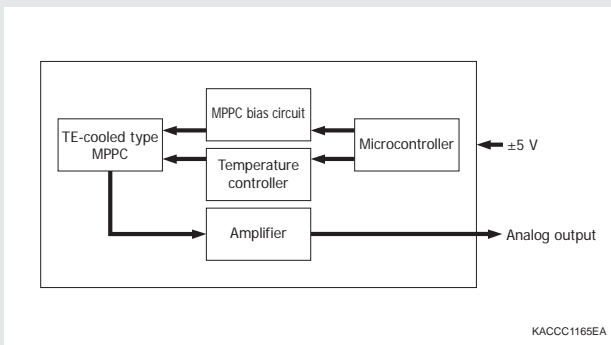 MPPC bias circuit
TE-cooled type
MPPC
Microcontroller
±5 V
Temperature
controller
Amplifier
Analog output
KACCC1165EA